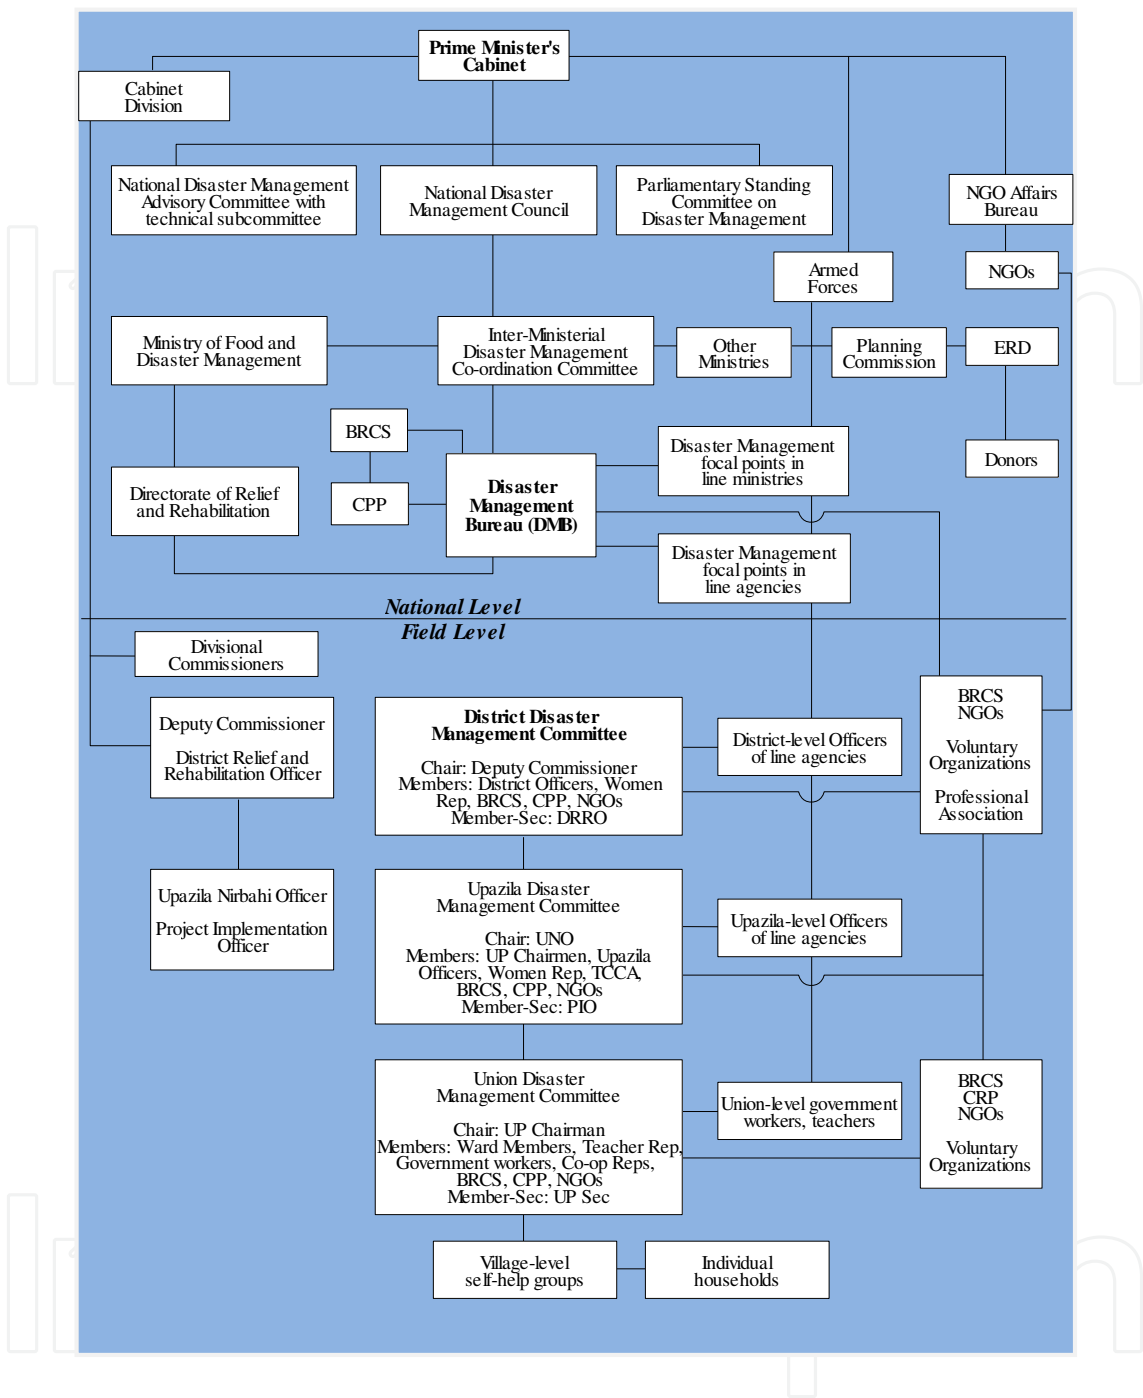 Prime Minister's
Cabinet
Cabinet
Division
National Disaster Management
Advisory Committee with
technical subcommittee
National Disaster
Management Council
Parliamentary Standing
Committee on
Disaster Management
NGO Affairs
Bureau
Armed
Forces
NGOs
Ministry of Food and
Disaster Management
Inter-Ministerial
Disaster Management
Co-ordination Committee
Other
Ministries
Planning
Commission
ERD
BRCS
Disaster Management
focal points in
line ministries
Donors
Directorate of Relief
and Rehabilitation
CPP
Disaster
Management
Bureau (DMB)
Disaster Management
focal points in
line agencies
National Level
Field Level
Divisional
Commissioners
Deputy Commissioner
District Relief and
Rehabilitation Officer
District Disaster
Management Committee
Chair: Deputy Commissioner
Members: District Officers, Women
Rep, BRCS, CPP, NGOs
Member-Sec: DRRO
District-level Officers
of line agencies
BRCS
NGOs
Voluntary
Organizations
Professional
Association
Upazila Nirbahi Officer
Project Implementation
Officer
Upazila Disaster
Management Committee
Chair: UNO
Members: UP Chairmen, Upazila
Officers, Women Rep, TCCA,
BRCS, CPP, NGOs
Member-Sec: PIO
Upazila-level Officers
of line agencies
Union Disaster
Management Committee
Chair: UP Chairman
Members: Ward Members, Teacher Rep,
Government workers, Co-op Reps,
BRCS, CPP, NGOs
Member-Sec: UP Sec
Union-level government
workers, teachers
BRCS
CRP
NGOs
Voluntary
Organizations
Village-level
self-help groups
Individual
households